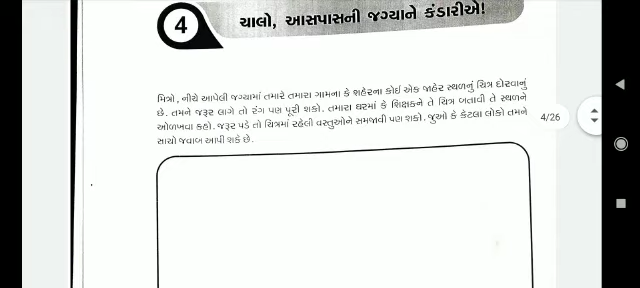 4
ચાલો, આસપાસની જગ્યાને કંડારીએ!
મિત્રો, નીચે આપેલી જગ્યામાં તમારે તમારા ગામના કે શહેરના કોઈ એક જાહેર સ્થળનું ચિત્ર દોરવાનું
છે. તમને જરૂર લાગે તો રંગ પણ પૂરી શકો. તમારા ઘરમાં કે શિક્ષકને તે ચિત્ર બતાવી તે સ્થળને
ઓળખવા કહો. જરૂર પડે તો ચિત્રમાં રહેલી વસ્તુઓને સમજાવી પણ શકો. જુઓ કે કેટલા લોકો તમને
સાચો જવાબ આપી શકે છે.
4/26